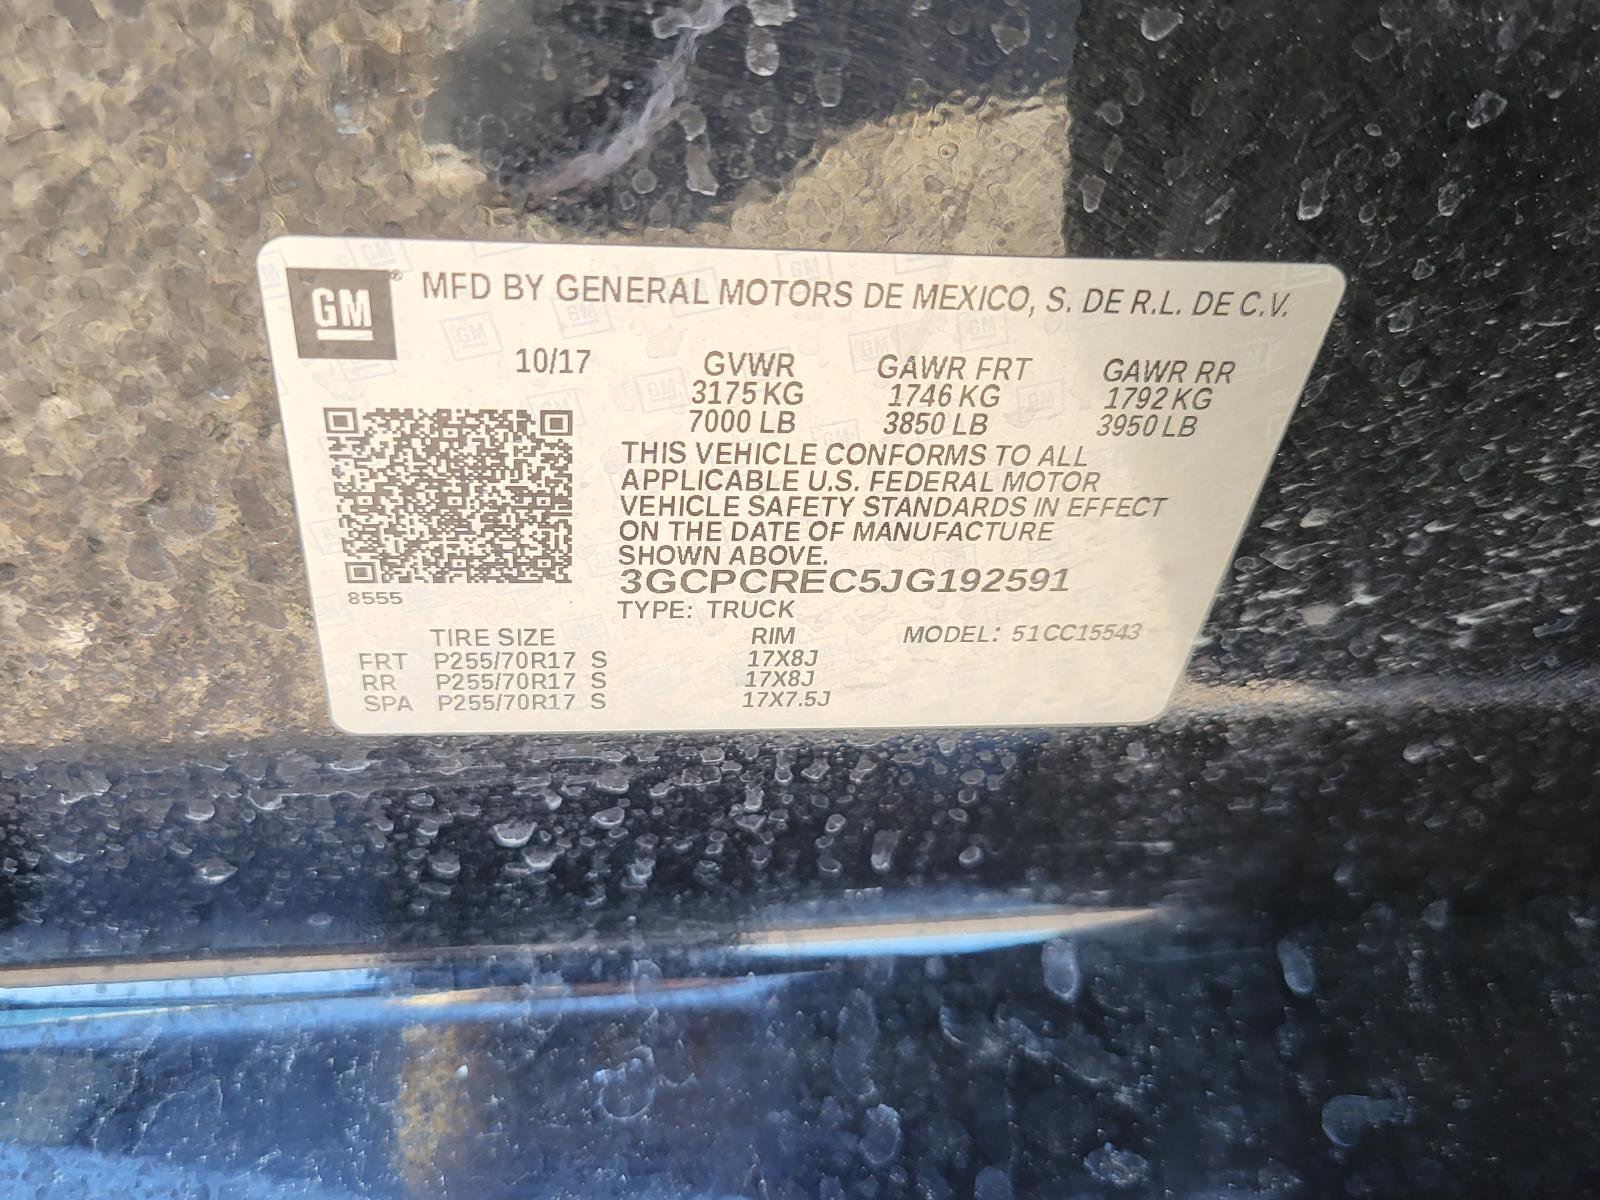 GM® MFD BY GENERAL MOTORS DE MEXICO, S. DE R.L. DE C.V.
10/17 GVWR GAWR FRT GAWR RR
3175 KG 1746 KG 1792 KG
7000 LB 3850 LB 3950 LB
THIS VEHICLE CONFORMS TO ALL
APPLICABLE U.S. FEDERAL MOTOR
VEHICLE SAFETY STANDARDS IN EFFECT
ON THE DATE OF MANUFACTURE
SHOWN ABOVE.
3GCPCREC5JG192591
8555
TYPE: TRUCK
TIRE SIZE RIM MODEL: 51CC15543
FRT P255/70R17 S 17X8J
RR P255/70R17 S 17X8J
SPA P255/70R17 S 17X7.5J